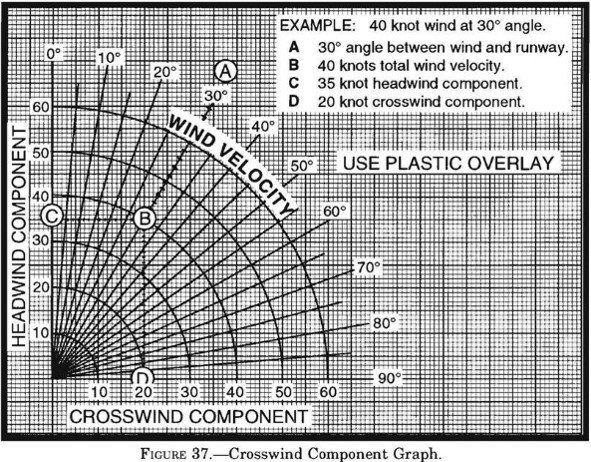 EXAMPLE: 40 knot wind at 30° angle.
A 30° angle between wind and runway.
B 40 knots total wind velocity.
C 35 knot headwind component.
D 20 knot crosswind component.
0°
10°
20°
A
30°
40°
50°
60°
70°
80°
90°
WIND VELOCITY
USE PLASTIC OVERLAY
HEADWIND COMPONENT
60
50
40
C
B
30
20
10
D
10 20 30 40 50 60
CROSSWIND COMPONENT
FIGURE 37.—Crosswind Component Graph.